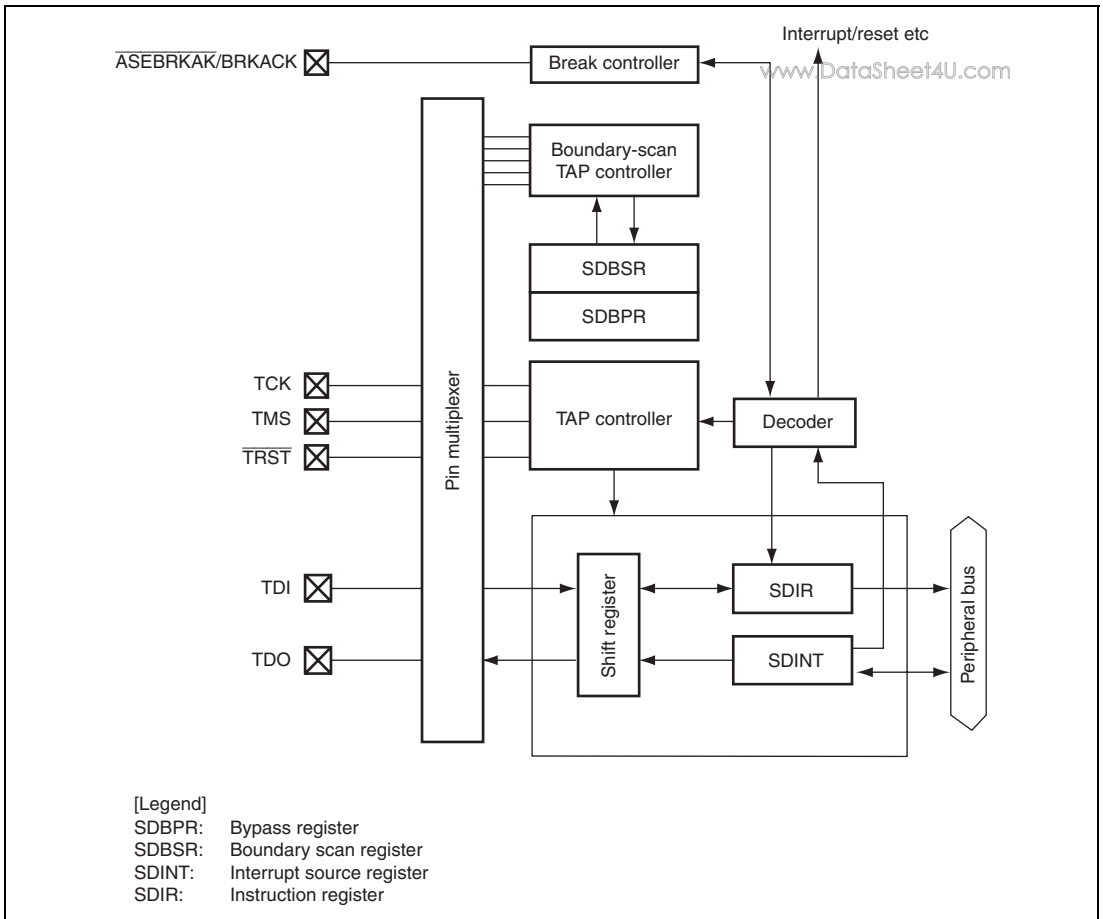 Interrupt/reset etc
ASEBRKAK/BRKACK
Break controller
www.DataSheet4U.com
Boundary-scan
TAP controller
SDBSR
SDBPR
Pin multiplexer
TCK
TMS
TRST
TAP controller
Decoder
TDI
TDO
Shift register
SDIR
SDINT
Peripheral bus
[Legend]
SDBPR: Bypass register
SDBSR: Boundary scan register
SDINT: Interrupt source register
SDIR: Instruction register